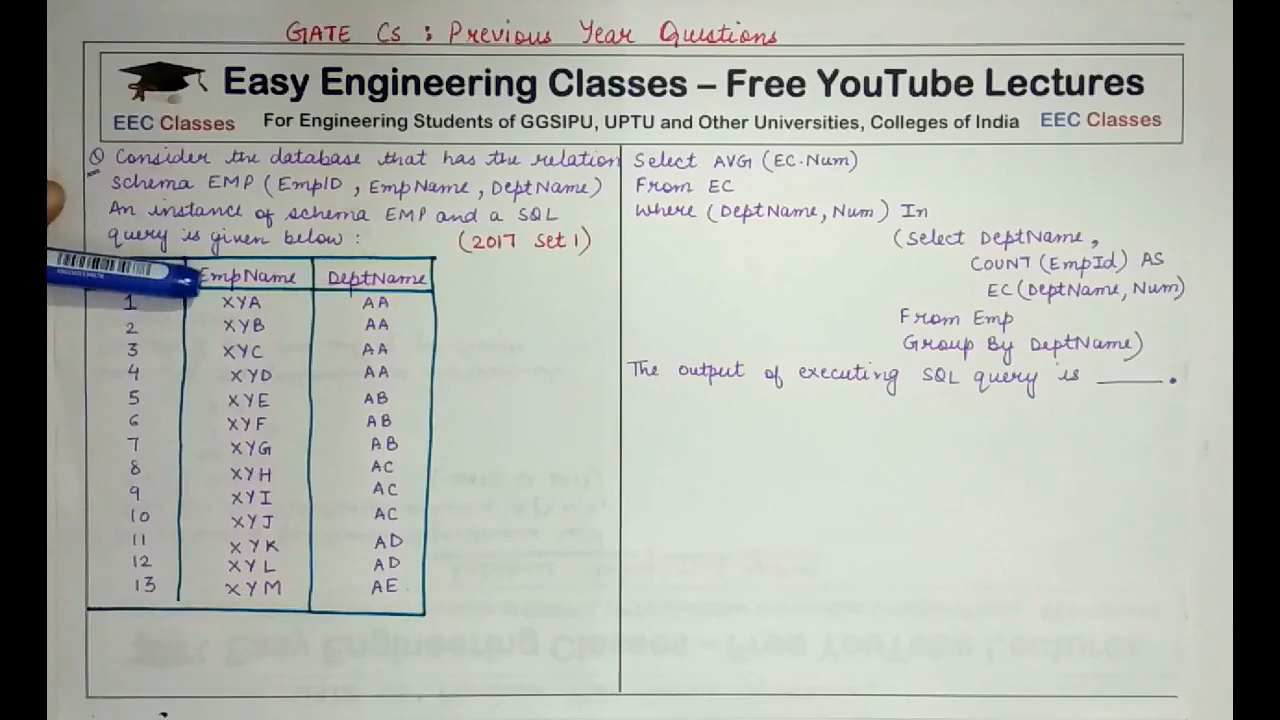 GATE CS : Previous Year Questions
Easy Engineering Classes – Free YouTube Lectures
EEC Classes For Engineering Students of GGSIPU, UPTU and Other Universities, Colleges of India EEC Classes
Q Consider the database that has the relation
schema EMP (EmpID, EmpName, DeptName)
An instance of schema EMP and a SQL
query is given below :
(2017 Set 1)
EmpName DeptName
1 XYA AA
2 XYB AA
3 XYC AA
4 XYD AA
5 XYE AB
6 XYF AB
7 XYG AB
8 XYH AC
9 XYI AC
10 XYJ AC
11 XYK AD
12 XYL AD
13 XYM AE
Select AVG (EC.Num)
From EC
Where (DeptName, Num) In
(Select DeptName,
COUNT (EmpId) AS
EC (DeptName, Num)
From Emp
Group By DeptName)
The output of executing SQL query is ______.